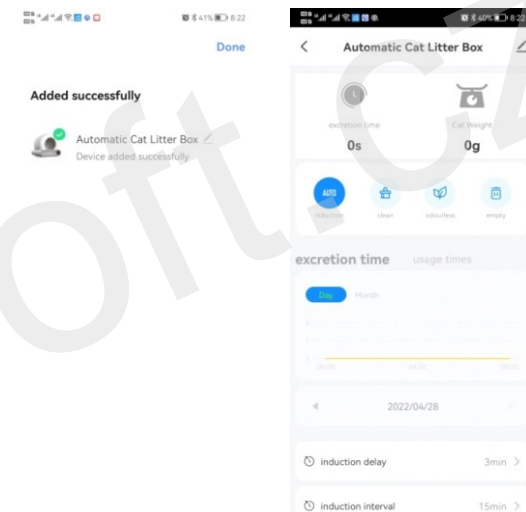 41% 8:22
Done
Added successfully
Automatic Cat Litter Box
Device added successfully
40% 8:22
Automatic Cat Litter Box
excretion time
Cat Weight
0s
0g
AUTO
induction
clean
odourless
empty
excretion time
usage times
Day
Month
2022/04/28
induction delay
3min
induction interval
15min
oft.cz